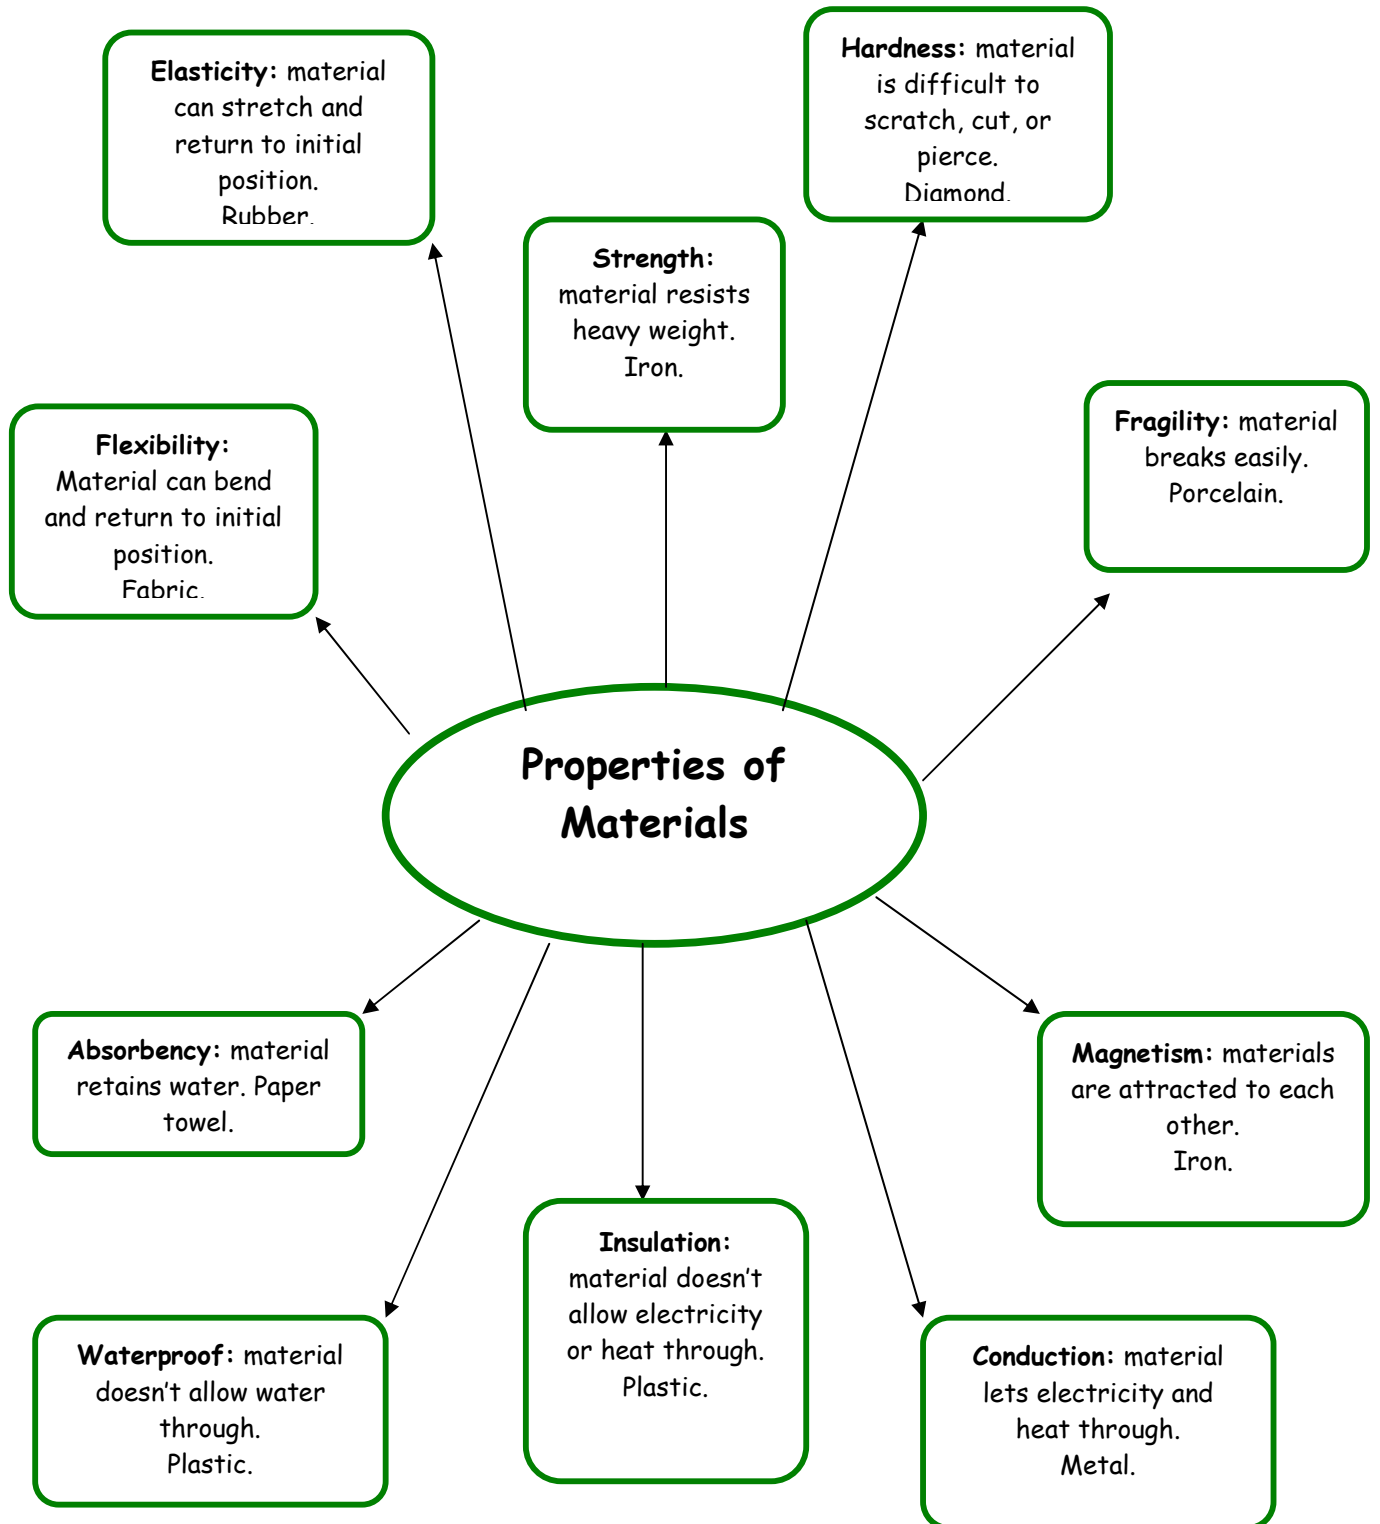 Elasticity: material
can stretch and
return to initial
position.
Rubber.
Hardness: material
is difficult to
scratch, cut, or
pierce.
Diamond.
Strength:
material resists
heavy weight.
Iron.
Flexibility:
Material can bend
and return to initial
position.
Fabric.
Fragility: material
breaks easily.
Porcelain.
Properties of
Materials
Absorbency: material
retains water. Paper
towel.
Magnetism: materials
are attracted to each
other.
Iron.
Insulation:
material doesn't
allow electricity
or heat through.
Plastic.
Waterproof: material
doesn't allow water
through.
Plastic.
Conduction: material
lets electricity and
heat through.
Metal.